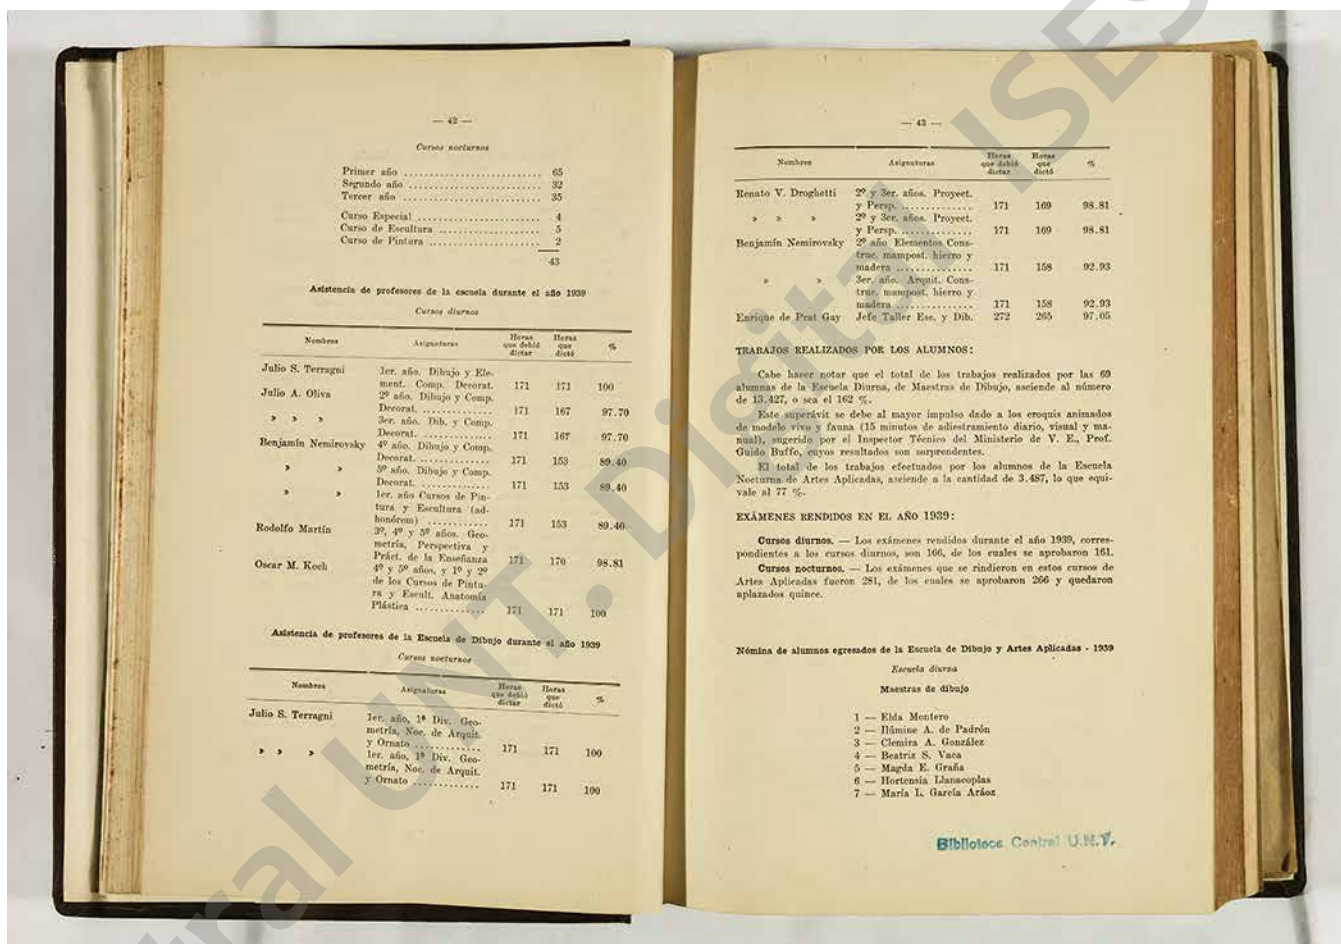 — 42 —
Cursos nocturnos
Primer año ............................ 65
Segundo año ............................ 32
Tercer año ............................ 35
Curso Especial ......................... 4
Curso de Escultura ..................... 5
Curso de Pintura ....................... 2
43
Asistencia de profesores de la escuela durante el año 1939
Cursos diurnos
Nombres Asignaturas Horas que debió dictar Horas que dictó %
Julio S. Terragni 1er. año. Dibujo y Ele-
ment. Comp. Decorat. 171 171 100
Julio A. Oliva 2º año. Dibujo y Comp.
Decorat. .............. 171 167 97.70
» » » 3er. año. Dib. y Comp.
Decorat. .............. 171 167 97.70
Benjamín Nemirovsky 4º año. Dibujo y Comp.
Decorat. .............. 171 153 89.40
» » 5º año. Dibujo y Comp.
Decorat. .............. 171 153 89.40
» » 1er. año Cursos de Pin-
tura y Escultura (ad-
honórem) ............ 171 153 89.40
Rodolfo Martín 3º, 4º y 5º años. Geo-
metría, Perspectiva y
Práct. de la Enseñanza 171 170 98.81
Oscar M. Koch 4º y 5º años, y 1º y 2º
de los Cursos de Pintu-
ra y Escult. Anatomía
Plástica .............. 171 171 100
Asistencia de profesores de la Escuela de Dibujo durante el año 1939
Cursos nocturnos
Nombres Asignaturas Horas que debió dictar Horas que dictó %
Julio S. Terragni 1er. año, 1ª Div. Geo-
metría, Noc. de Arquit.
y Ornato ............. 171 171 100
» » » 1er. año, 1ª Div. Geo-
metría, Noc. de Arquit.
y Ornato ............. 171 171 100
— 43 —
Nombres Asignaturas Horas que debió dictar Horas que dictó %
Renato V. Droghetti 2º y 3er. años. Proyect.
y Persp. .............. 171 169 98.81
» » » 2º y 3er. años. Proyect.
y Persp. .............. 171 169 98.81
Benjamín Nemirovsky 2º año Elementos Cons-
truc. mampost. hierro y
madera ............... 171 158 92.93
» » 3er. año. Arquit. Cons-
truc. mampost. hierro y
madera ............... 171 158 92.93
Enrique de Prat Gay Jefe Taller Esc. y Dib. 272 265 97.05
TRABAJOS REALIZADOS POR LOS ALUMNOS:
Cabe hacer notar que el total de los trabajos realizados por las 69
alumnas de la Escuela Diurna, de Maestras de Dibujo, asciende al número
de 13.427, o sea el 162 %.
Este superávit se debe al mayor impulso dado a los croquis animados
de modelo vivo y fauna (15 minutos de adiestramiento diario, visual y ma-
nual), sugerido por el Inspector Técnico del Ministerio de V. E., Prof.
Guido Buffo, cuyos resultados son sorprendentes.
El total de los trabajos efectuados por los alumnos de la Escuela
Nocturna de Artes Aplicadas, asciende a la cantidad de 3.487, lo que equi-
vale al 77 %.
EXÁMENES RENDIDOS EN EL AÑO 1939:
Cursos diurnos. — Los exámenes rendidos durante el año 1939, corres-
pondientes a los cursos diurnos, son 166, de los cuales se aprobaron 161.
Cursos nocturnos. — Los exámenes que se rindieron en estos cursos de
Artes Aplicadas fueron 281, de los cuales se aprobaron 266 y quedaron
aplazados quince.
Nómina de alumnos egresados de la Escuela de Dibujo y Artes Aplicadas - 1939
Escuela diurna
Maestras de dibujo
1 — Elda Montero
2 — Ilúmine A. de Padrón
3 — Clemira A. González
4 — Beatriz S. Vaca
5 — Magda E. Graña
6 — Hortensia Llanacoplas
7 — María L. García Aráoz
Biblioteca Central U.N.T.
tral UNT. Digital ISES